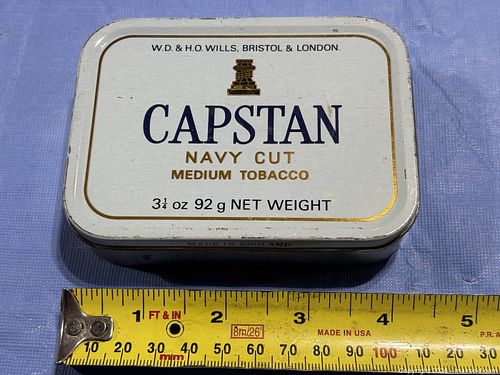 W.D. & H.O. WILLS, BRISTOL & LONDON.
CAPSTAN
NAVY CUT
MEDIUM TOBACCO
3¼ oz 92 g NET WEIGHT
MADE IN ENGLAND
1 FT & IN 2 3 4 5
8m/26' MADE IN USA P.R.
10 20 30 40 50 60 70 80 90 100 10 20 30
mm